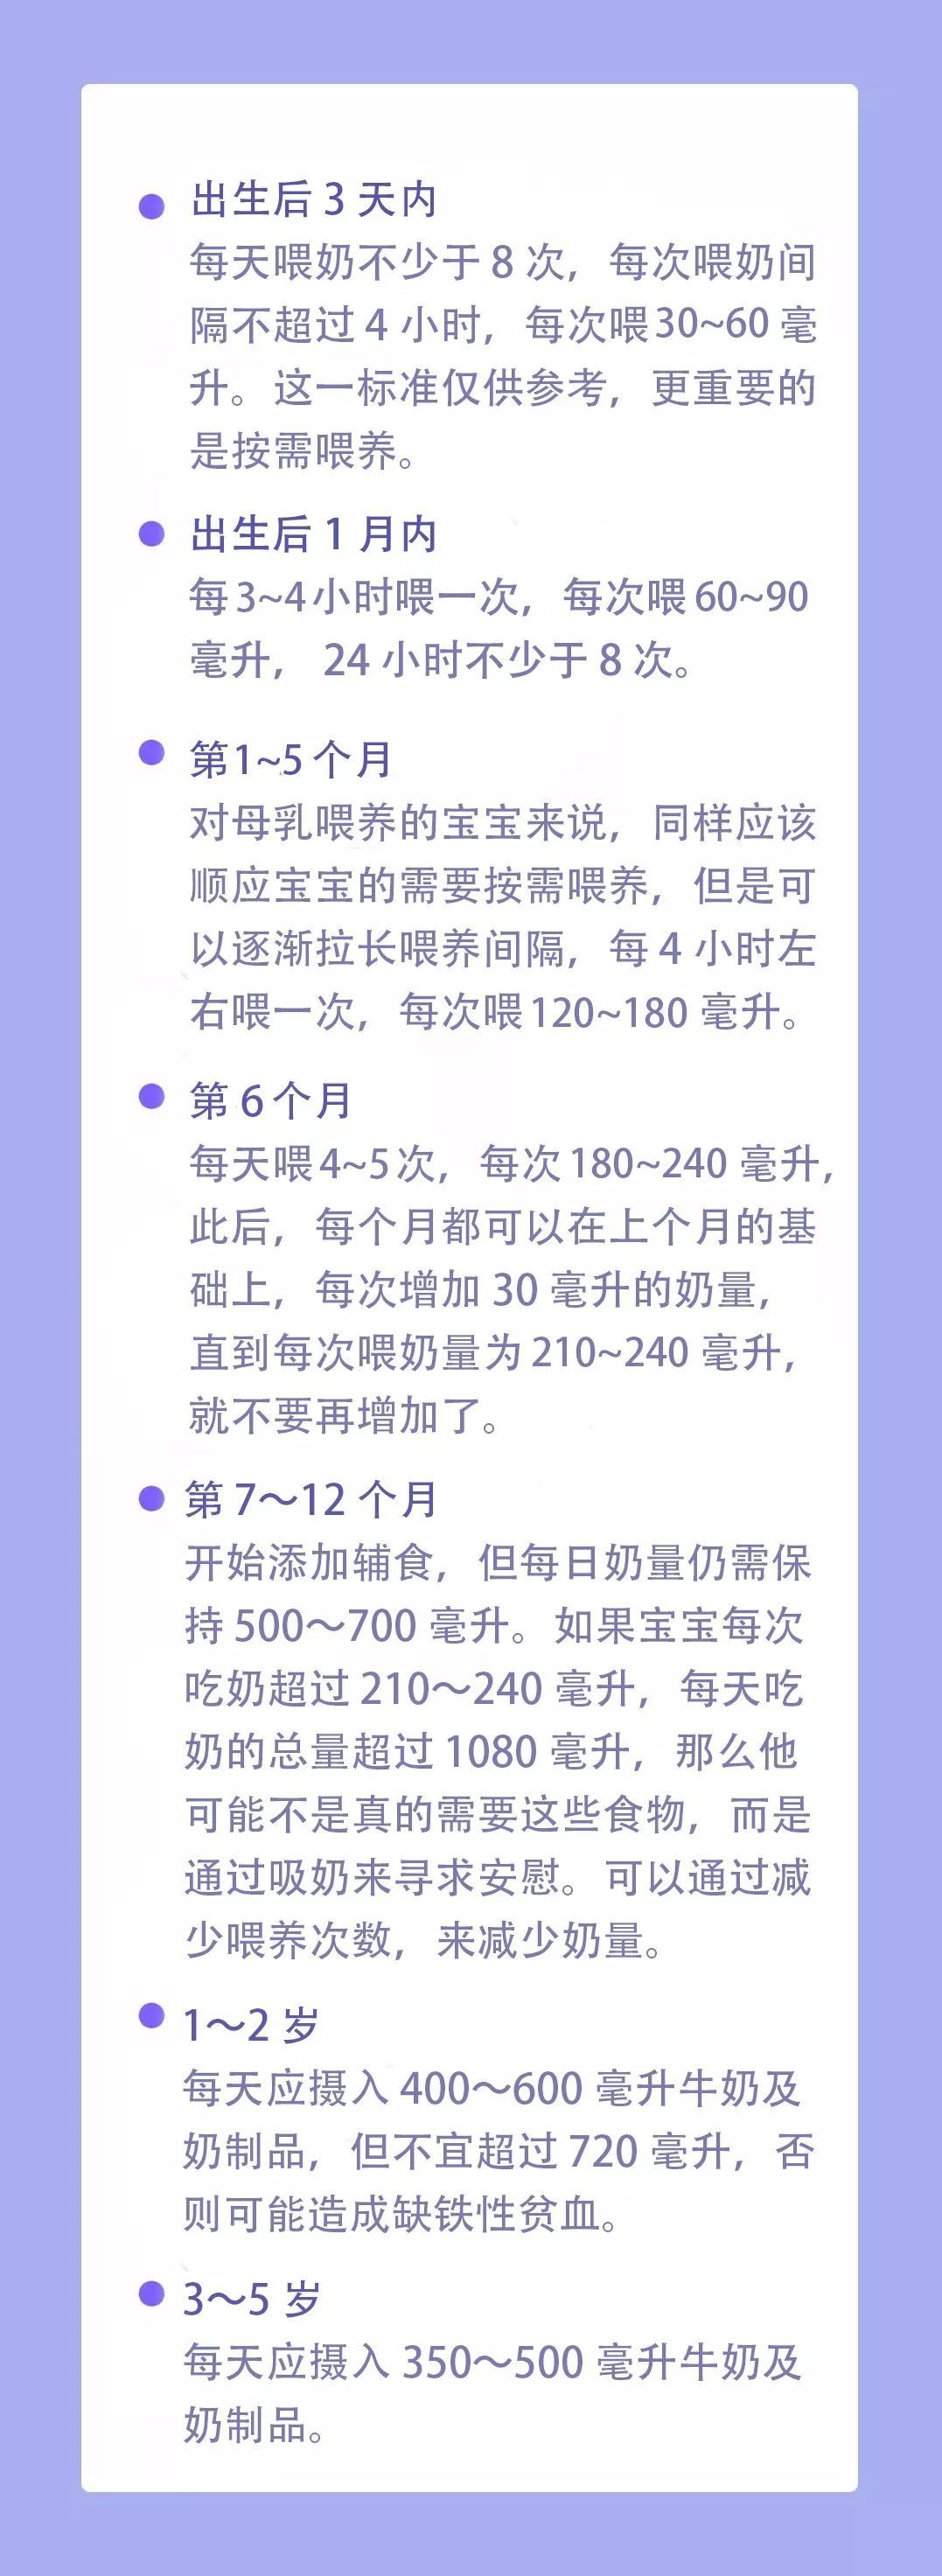 出生后 3 天内
每天喂奶不少于 8 次，每次喂奶间
隔不超过 4 小时，每次喂30~60 毫
升。这一标准仅供参考，更重要的
是按需喂养。
出生后 1 月内
每3~4小时喂一次，每次喂60~90
毫升， 24 小时不少于 8 次。
第1~5 个月
对母乳喂养的宝宝来说，同样应该
顺应宝宝的需要按需喂养，但是可
以逐渐拉长喂养间隔，每 4 小时左
右喂一次，每次喂120~180 毫升。
第 6个月
每天喂4~5次，每次180~240 毫升，
此后，每个月都可以在上个月的基
础上，每次增加 30 毫升的奶量，
直到每次喂奶量为210~240 毫升，
就不要再增加了。
第 7～12 个月
开始添加辅食，但每日奶量仍需保
持 500～700 毫升。如果宝宝每次
吃奶超过 210～240 毫升，每天吃
奶的总量超过 1080 毫升，那么他
可能不是真的需要这些食物，而是
通过吸奶来寻求安慰。可以通过减
少喂养次数，来减少奶量。
1～2 岁
每天应摄入 400～600 毫升牛奶及
奶制品，但不宜超过 720 毫升，否
则可能造成缺铁性贫血。
3～5 岁
每天应摄入 350～500 毫升牛奶及
奶制品。